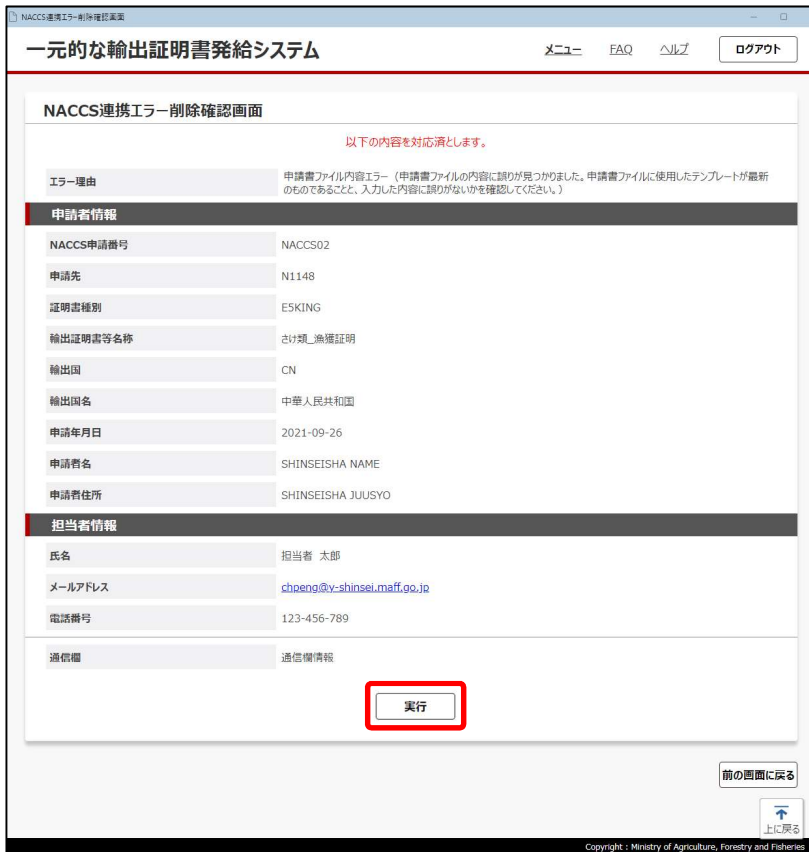 NACCS連携エラー削除確認画面
一元的な輸出証明書発給システム
メニュー FAQ ヘルプ ログアウト
NACCS連携エラー削除確認画面
以下の内容を対応済とします。
エラー理由 申請書ファイル内容エラー（申請書ファイルの内容に誤りが見つかりました。申請書ファイルに使用したテンプレートが最新
のものであることと、入力した内容に誤りがないかを確認してください。）
申請者情報
NACCS申請番号 NACCS02
申請先 N1148
証明書種別 E5KING
輸出証明書等名称 さけ類_漁獲証明
輸出国 CN
輸出国名 中華人民共和国
申請年月日 2021-09-26
申請者名 SHINSEISHA NAME
申請者住所 SHINSEISHA JUUSYO
担当者情報
氏名 担当者 太郎
メールアドレス chpeng@y-shinsei.maff.go.jp
電話番号 123-456-789
通信欄 通信欄情報
実行
前の画面に戻る
上に戻る
Copyright : Ministry of Agriculture, Forestry and Fisheries